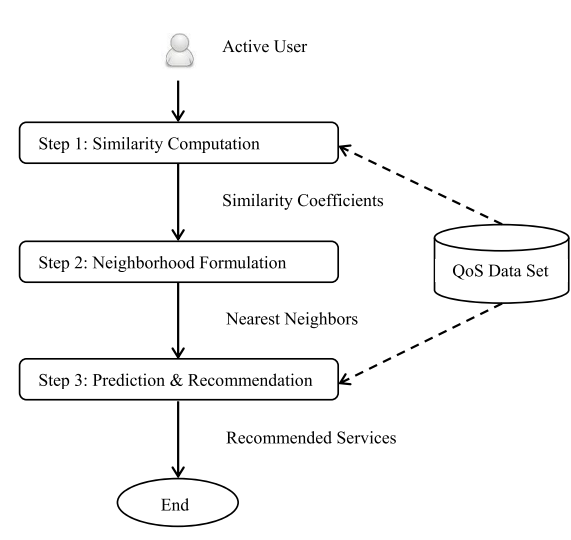 Active User
Step 1: Similarity Computation
Similarity Coefficients
Step 2: Neighborhood Formulation
QoS Data Set
Nearest Neighbors
Step 3: Prediction & Recommendation
Recommended Services
End